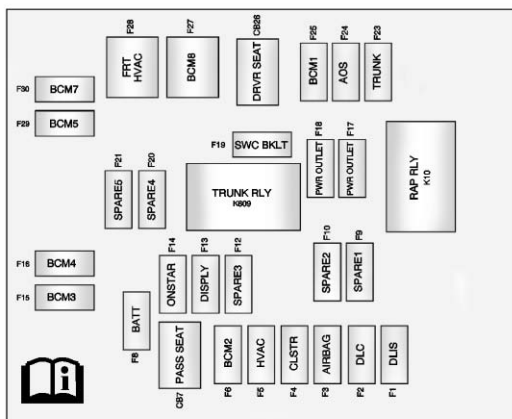 F28
F27
CB26
F25
F24
F23
FRT
HVAC
BCM8
DRVR SEAT
BCM1
AOS
TRUNK
F30
BCM7
F29
BCM5
F19
SWC BKLT
F18
F17
PWR OUTLET
PWR OUTLET
RAP RLY
K10
F21
F20
SPARE5
SPARE4
TRUNK RLY
K809
F16
BCM4
F15
BCM3
F14
F13
F12
ONSTAR
DISPLY
SPARE3
F10
F9
SPARE2
SPARE1
BATT
F8
PASS SEAT
CB7
BCM2
F6
HVAC
F5
CLSTR
F4
AIRBAG
F3
DLC
F2
DLIS
F1
i